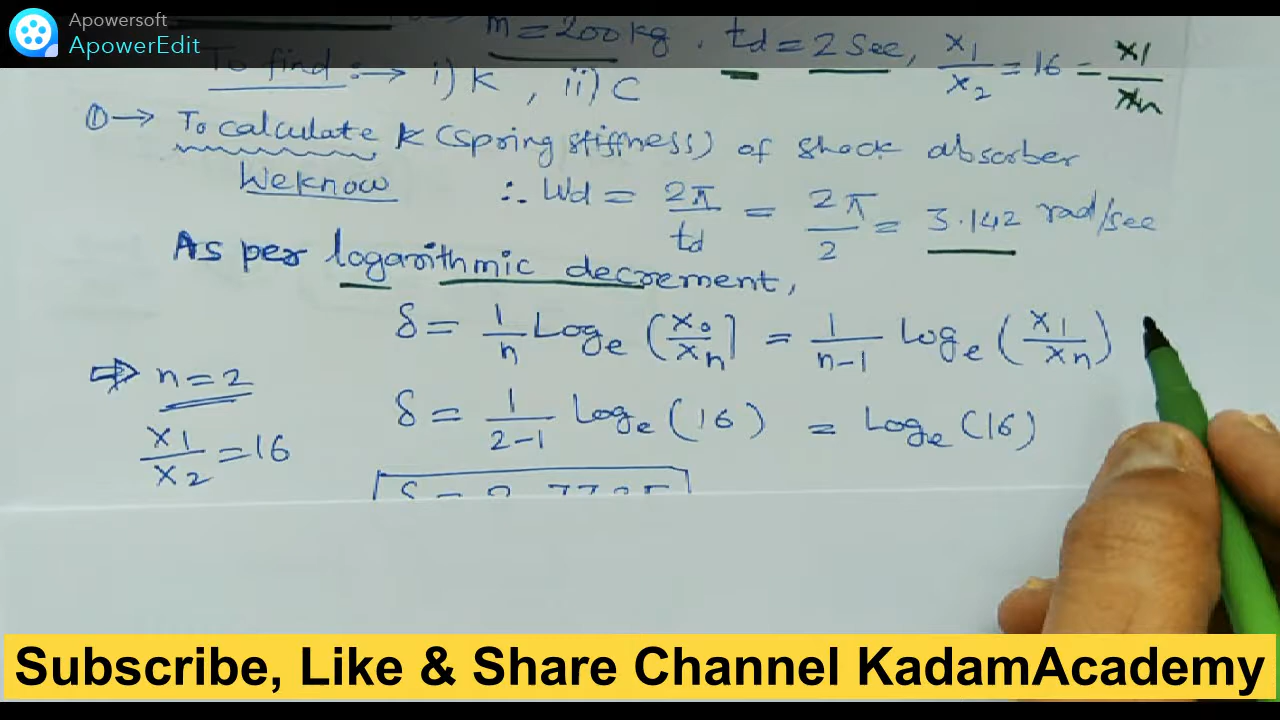 Apowersoft
ApowerEdit
m = 200 kg, td = 2 Sec, x1/x2 = 16 = x1/xn
To find :→ i) K, ii) C
①→ To calculate K (spring stiffness) of shock absorber
We know ∴ Wd = 2π/td = 2π/2 = 3.142 rad/sec
As per logarithmic decrement,
δ = 1/n Loge (x0/xn] = 1/n-1 loge (x1/xn)
⇒ n = 2
δ = 1/2-1 Loge (16) = Loge (16)
x1/x2 = 16
Subscribe, Like & Share Channel KadamAcademy